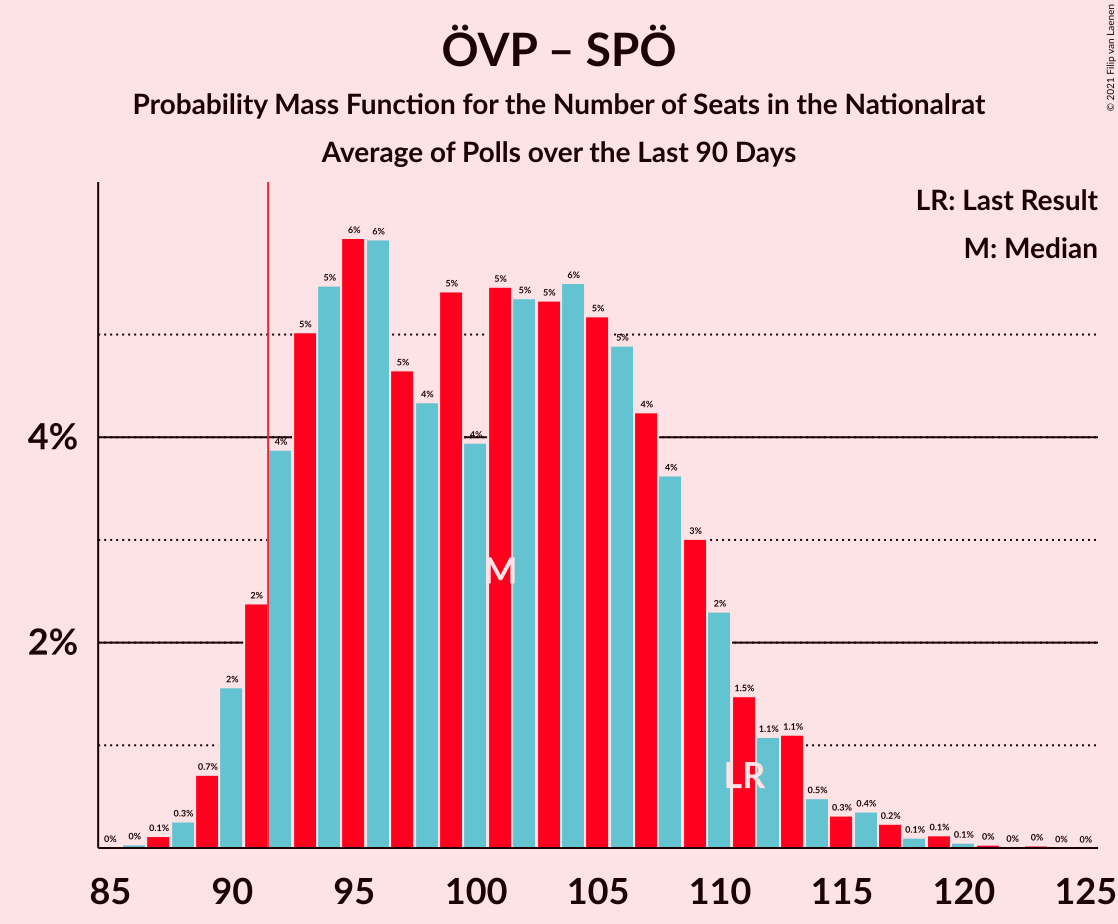 ÖVP – SPÖ
Probability Mass Function for the Number of Seats in the Nationalrat
Average of Polls over the Last 90 Days
© 2021 Filip van Laenen
LR: Last Result
M: Median
4%
2%
0% 0% 0.1% 0.3% 0.7% 2% 2% 4% 5% 5% 6% 6% 5% 4% 5% 4% 5% 5% 5% 6% 5% 5% 4% 4% 3% 2% 1.5% 1.1% 1.1% 0.5% 0.3% 0.4% 0.2% 0.1% 0.1% 0.1% 0% 0% 0% 0% 0%
M
LR
85 90 95 100 105 110 115 120 125